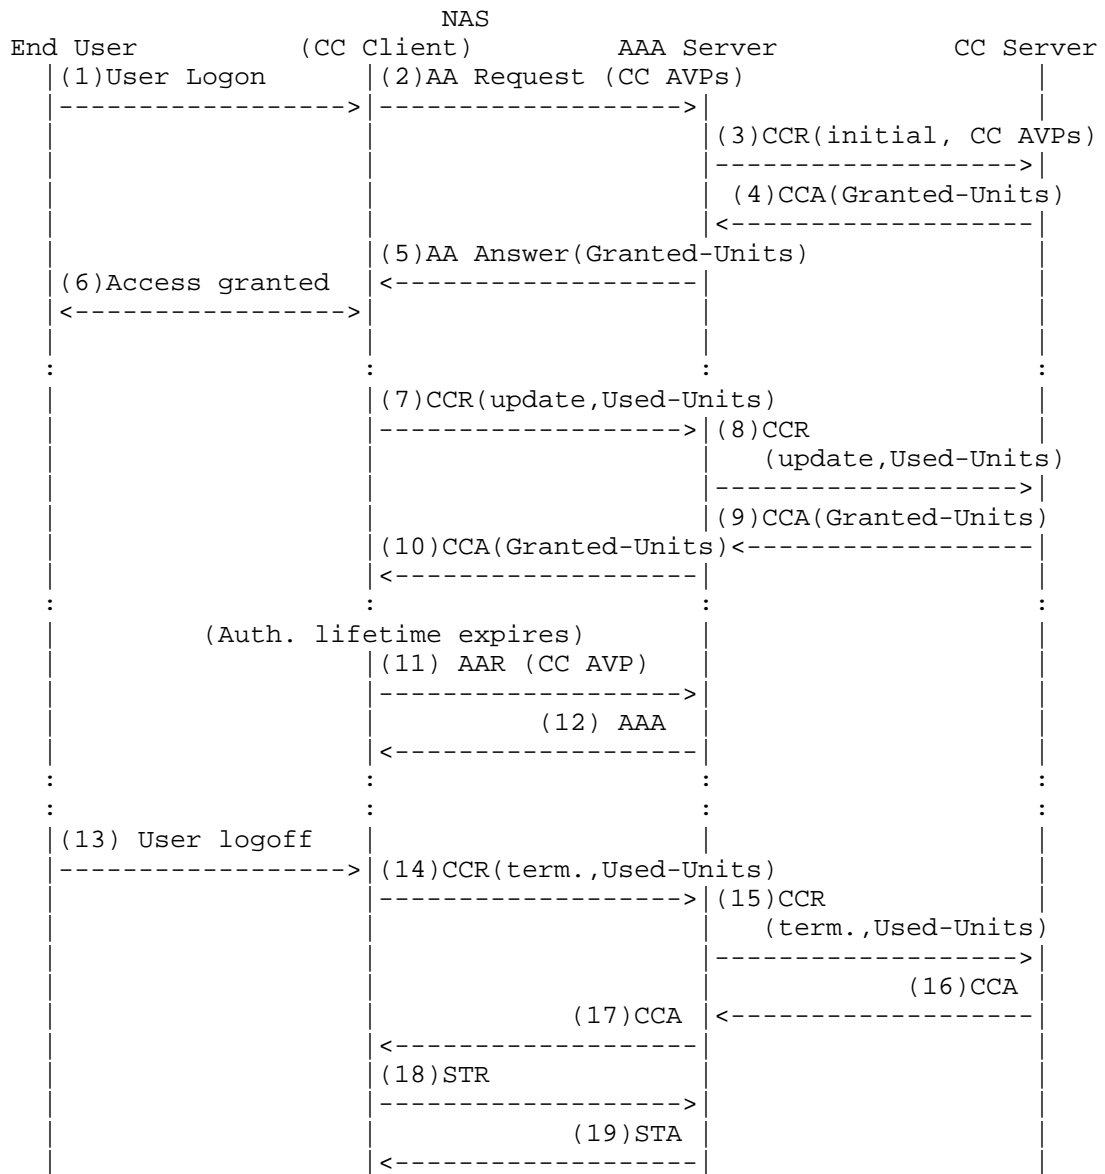 NAS
End User (CC Client) AAA Server CC Server
(1)User Logon (2)AA Request (CC AVPs)
(3)CCR(initial, CC AVPs)
(4)CCA(Granted-Units)
(5)AA Answer(Granted-Units)
(6)Access granted
(7)CCR(update,Used-Units)
(8)CCR
(update,Used-Units)
(9)CCA(Granted-Units)
(10)CCA(Granted-Units)
(Auth. lifetime expires)
(11) AAR (CC AVP)
(12) AAA
(13) User logoff
(14)CCR(term.,Used-Units)
(15)CCR
(term.,Used-Units)
(16)CCA
(17)CCA
(18)STR
(19)STA